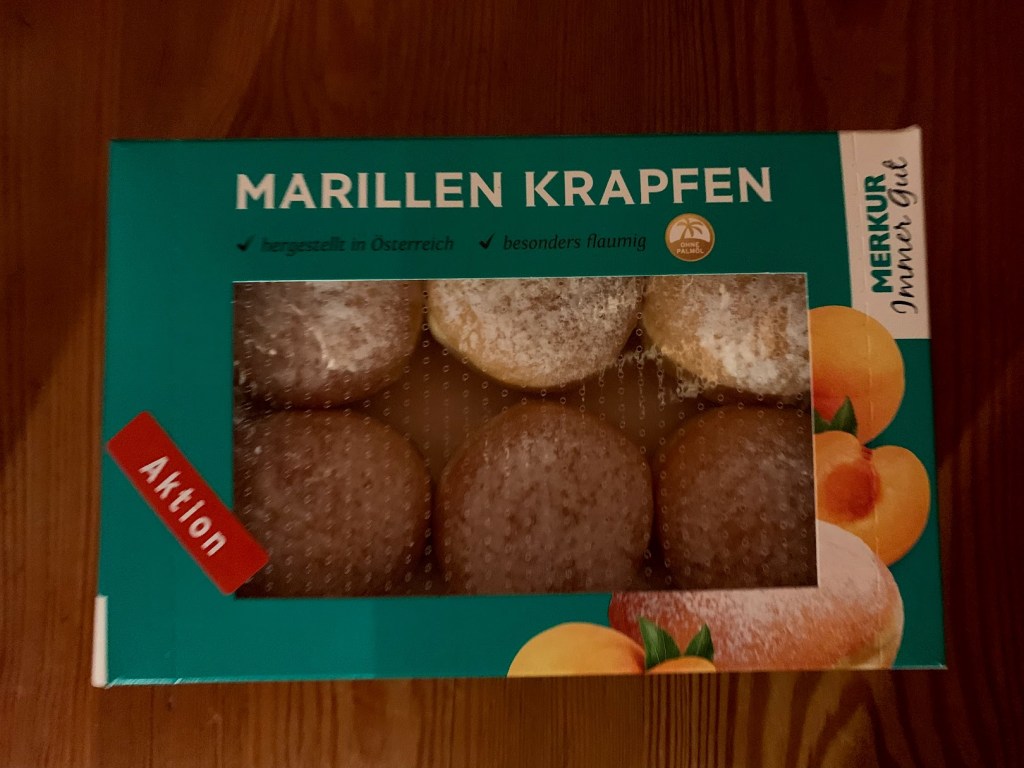 MARILLEN KRAPFEN
✓ hergestellt in Österreich ✓ besonders flaumig
OHNE
PALMÖL
MERKUR
Immer Gut
Aktion